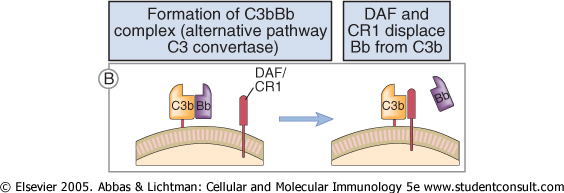 Formation of C3bBb
complex (alternative pathway
C3 convertase)
DAF and
CR1 displace
Bb from C3b
B
DAF/
CR1
C3b
Bb
C3b
Bb
© Elsevier 2005. Abbas & Lichtman: Cellular and Molecular Immunology 5e www.studentconsult.com